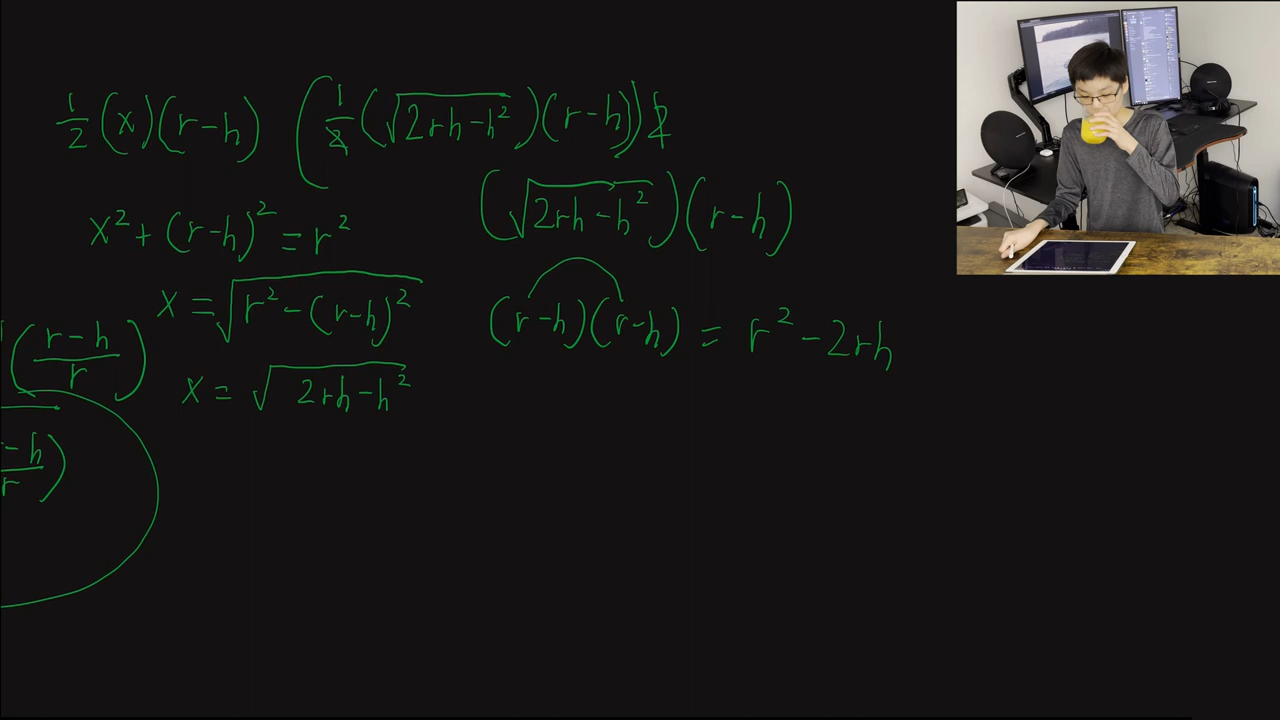 1/2 (x)(r-h) (1/2 (√(2rh-h²))(r-h))2
(√(2rh-h²))(r-h)
x² + (r-h)² = r²
x = √(r²-(r-h)²)
(r-h)(r-h) = r² - 2rh
((r-h)/r)
x = √(2rh-h²)
-h
r )